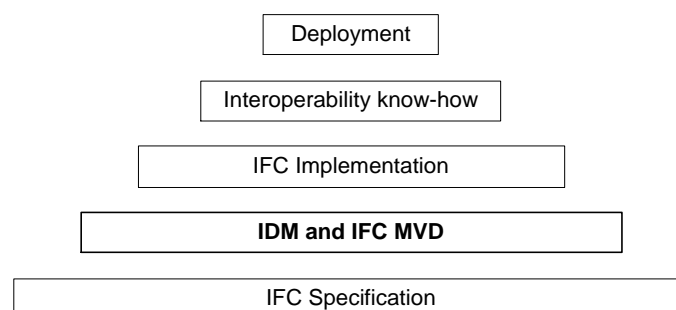 Deployment
Interoperability know-how
IFC Implementation
IDM and IFC MVD
IFC Specification